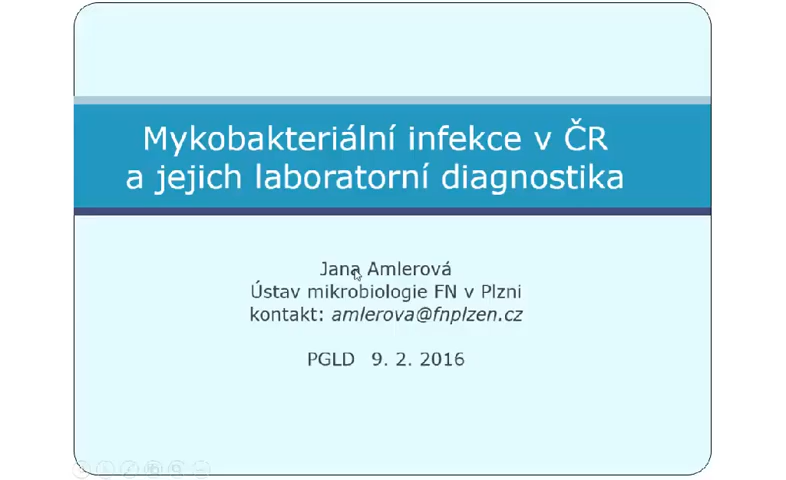 Mykobakteriální infekce v ČR
a jejich laboratorní diagnostika
Jana Amlerová
Ústav mikrobiologie FN v Plzni
kontakt: amlerova@fnplzen.cz
PGLD 9. 2. 2016